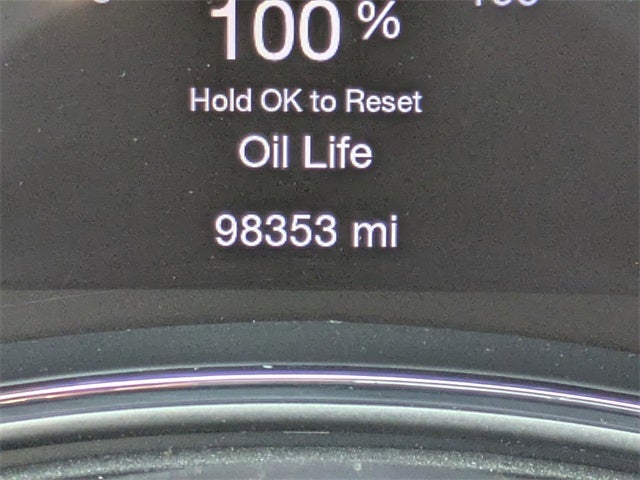 100 %
Hold OK to Reset
Oil Life
98353 mi